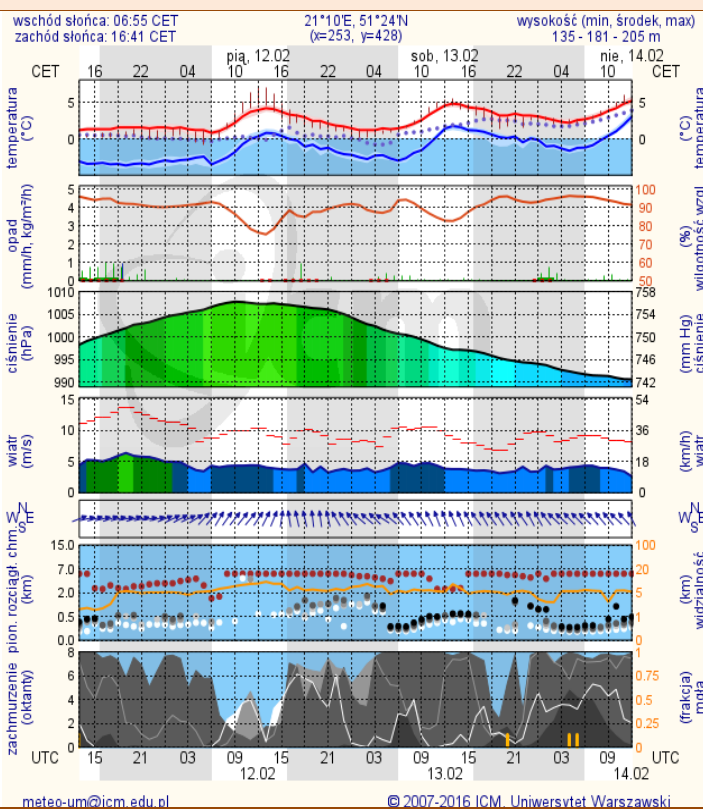 wschód słońca: 06:55 CET 21°10'E, 51°24'N wysokość (min, środek, max)
zachód słońca: 16:41 CET (x=253, y=428) 135 - 181 - 205 m
pią, 12.02 sob, 13.02 nie, 14.02
CET 16 22 04 10 16 22 04 10 16 22 04 10 CET
temperatura (°C) 5 0 5 0 (°C) temperatura
opad (mm/h, kg/m²/h) 5 4 3 2 1 0 100 90 80 70 60 50 (%) wilgotność wzgl.
ciśnienie (hPa) 1010 1005 1000 995 990 758 754 750 746 742 (mm Hg) ciśnienie
icm
wiatr (m/s) 15 10 5 0 54 36 18 0 (km/h) wiatr
N W E S N W E S
pion. rozciągł. chm. (km) 15.0 7.0 2.0 0.5 0.0 100 20 5 1 0 (km) widzialność
zachmurzenie (oktanty) 8 6 4 2 0 1 0.75 0.5 0.25 0 (frakcja) mgła
UTC 15 21 03 09 15 21 03 09 15 21 03 09 UTC
12.02 13.02 14.02
meteo-um@icm.edu.pl © 2007-2016 ICM, Uniwersytet Warszawski